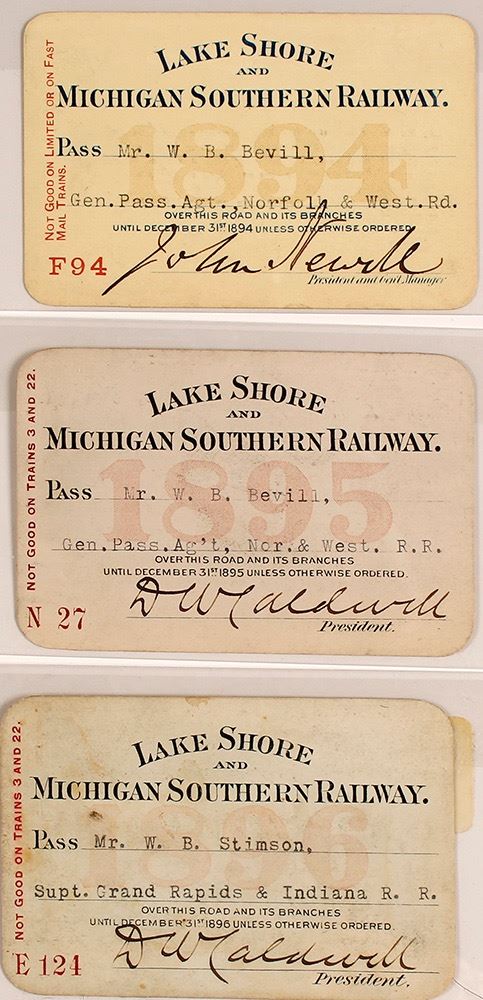 LAKE SHORE
AND
MICHIGAN SOUTHERN RAILWAY.
1894
PASS Mr. W. B. Bevill,
Gen.Pass.Agt.,Norfolk & West.Rd.
OVER THIS ROAD AND ITS BRANCHES
UNTIL DECEMBER 31ST 1894 UNLESS OTHERWISE ORDERED
John Newell
President and Gen'l Manager
F94
NOT GOOD ON LIMITED OR ON FAST
MAIL TRAINS.
LAKE SHORE
AND
MICHIGAN SOUTHERN RAILWAY.
1895
PASS Mr. W. B. Bevill,
Gen.Pass.Ag't, Nor.& West. R.R.
OVER THIS ROAD AND ITS BRANCHES
UNTIL DECEMBER 31ST 1895 UNLESS OTHERWISE ORDERED.
D W Caldwell
President.
N 27
NOT GOOD ON TRAINS 3 AND 22.
LAKE SHORE
AND
MICHIGAN SOUTHERN RAILWAY.
1896
PASS Mr. W. B. Stimson,
Supt. Grand Rapids & Indiana R. R.
OVER THIS ROAD AND ITS BRANCHES
UNTIL DECEMBER 31ST 1896 UNLESS OTHERWISE ORDERED.
D W Caldwell
President.
E 124
NOT GOOD ON TRAINS 3 AND 22.